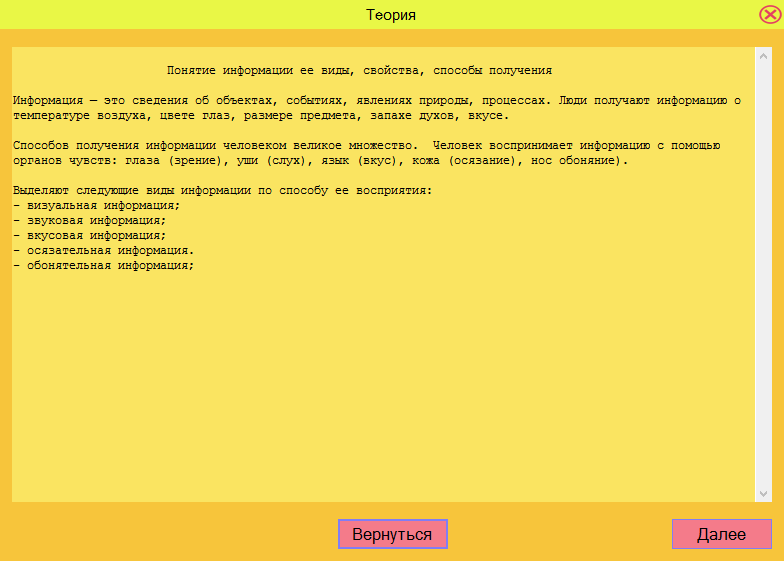 Теория
Понятие информации ее виды, свойства, способы получения
Информация — это сведения об объектах, событиях, явлениях природы, процессах. Люди получают информацию о
температуре воздуха, цвете глаз, размере предмета, запахе духов, вкусе.
Способов получения информации человеком великое множество.  Человек воспринимает информацию с помощью
органов чувств: глаза (зрение), уши (слух), язык (вкус), кожа (осязание), нос обоняние).
Выделяют следующие виды информации по способу ее восприятия:
- визуальная информация;
- звуковая информация;
- вкусовая информация;
- осязательная информация.
- обонятельная информация;
Вернуться
Далее